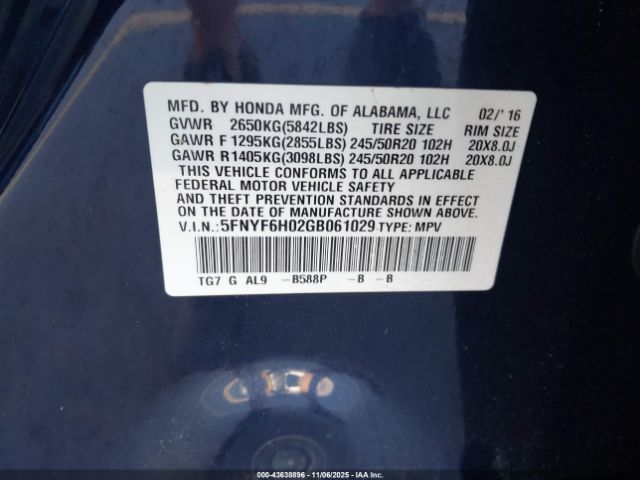 MFD. BY HONDA MFG. OF ALABAMA, LLC 02/'16
GVWR 2650KG(5842LBS) TIRE SIZE RIM SIZE
GAWR F 1295KG(2855LBS) 245/50R20 102H 20X8.0J
GAWR R 1405KG(3098LBS) 245/50R20 102H 20X8.0J
THIS VEHICLE CONFORMS TO ALL APPLICABLE
FEDERAL MOTOR VEHICLE SAFETY
AND THEFT PREVENTION STANDARDS IN EFFECT
ON THE DATE OF MANUFACTURE SHOWN ABOVE.
V.I.N.: 5FNYF6H02GB061029 TYPE: MPV
TG7 G AL9 -B588P -B -B
000-43638896 - 11/06/2025 - IAA Inc.